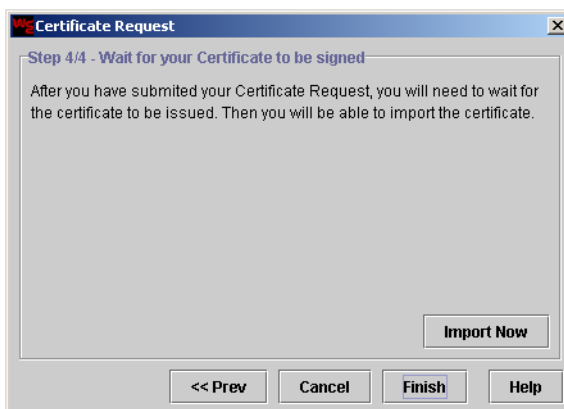 Certificate Request
Step 4/4 - Wait for your Certificate to be signed
After you have submited your Certificate Request, you will need to wait for
the certificate to be issued. Then you will be able to import the certificate.
Import Now
<< Prev Cancel Finish Help